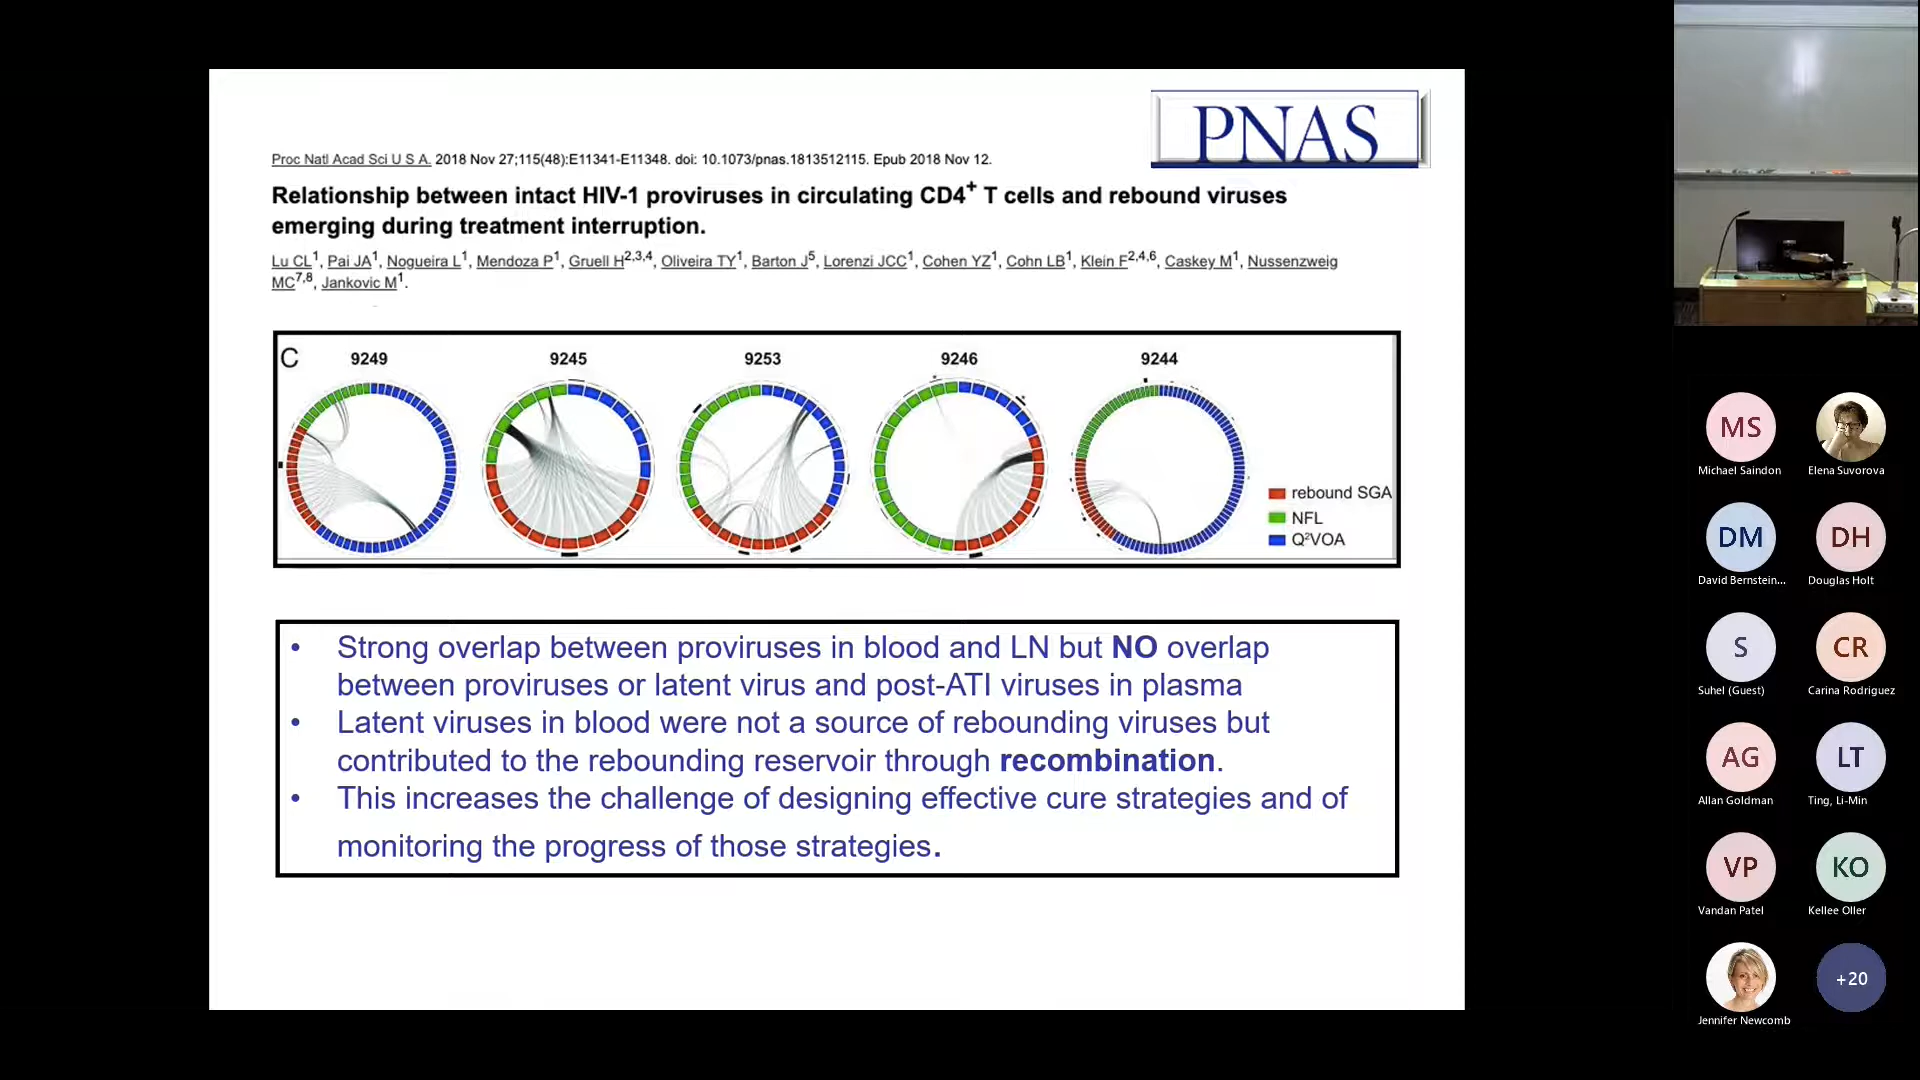 PNAS
Proc Natl Acad Sci U S A. 2018 Nov 27;115(48):E11341-E11348. doi: 10.1073/pnas.1813512115. Epub 2018 Nov 12.
Relationship between intact HIV-1 proviruses in circulating CD4+ T cells and rebound viruses
emerging during treatment interruption.
Lu CL1, Pai JA1, Nogueira L1, Mendoza P1, Gruell H2,3,4, Oliveira TY1, Barton J5, Lorenzi JCC1, Cohen YZ1, Cohn LB1, Klein F2,4,6, Caskey M1, Nussenzweig
MC7,8, Jankovic M1.
C 9249 9245 9253 9246 9244
rebound SGA
NFL
Q2VOA
• Strong overlap between proviruses in blood and LN but NO overlap
between proviruses or latent virus and post-ATI viruses in plasma
• Latent viruses in blood were not a source of rebounding viruses but
contributed to the rebounding reservoir through recombination.
• This increases the challenge of designing effective cure strategies and of
monitoring the progress of those strategies.
MS
Michael Saindon Elena Suvorova
DM DH
David Bernstein... Douglas Holt
S CR
Suhel (Guest) Carina Rodriguez
AG LT
Allan Goldman Ting, Li-Min
VP KO
Vandan Patel Kellee Oller
+20
Jennifer Newcomb